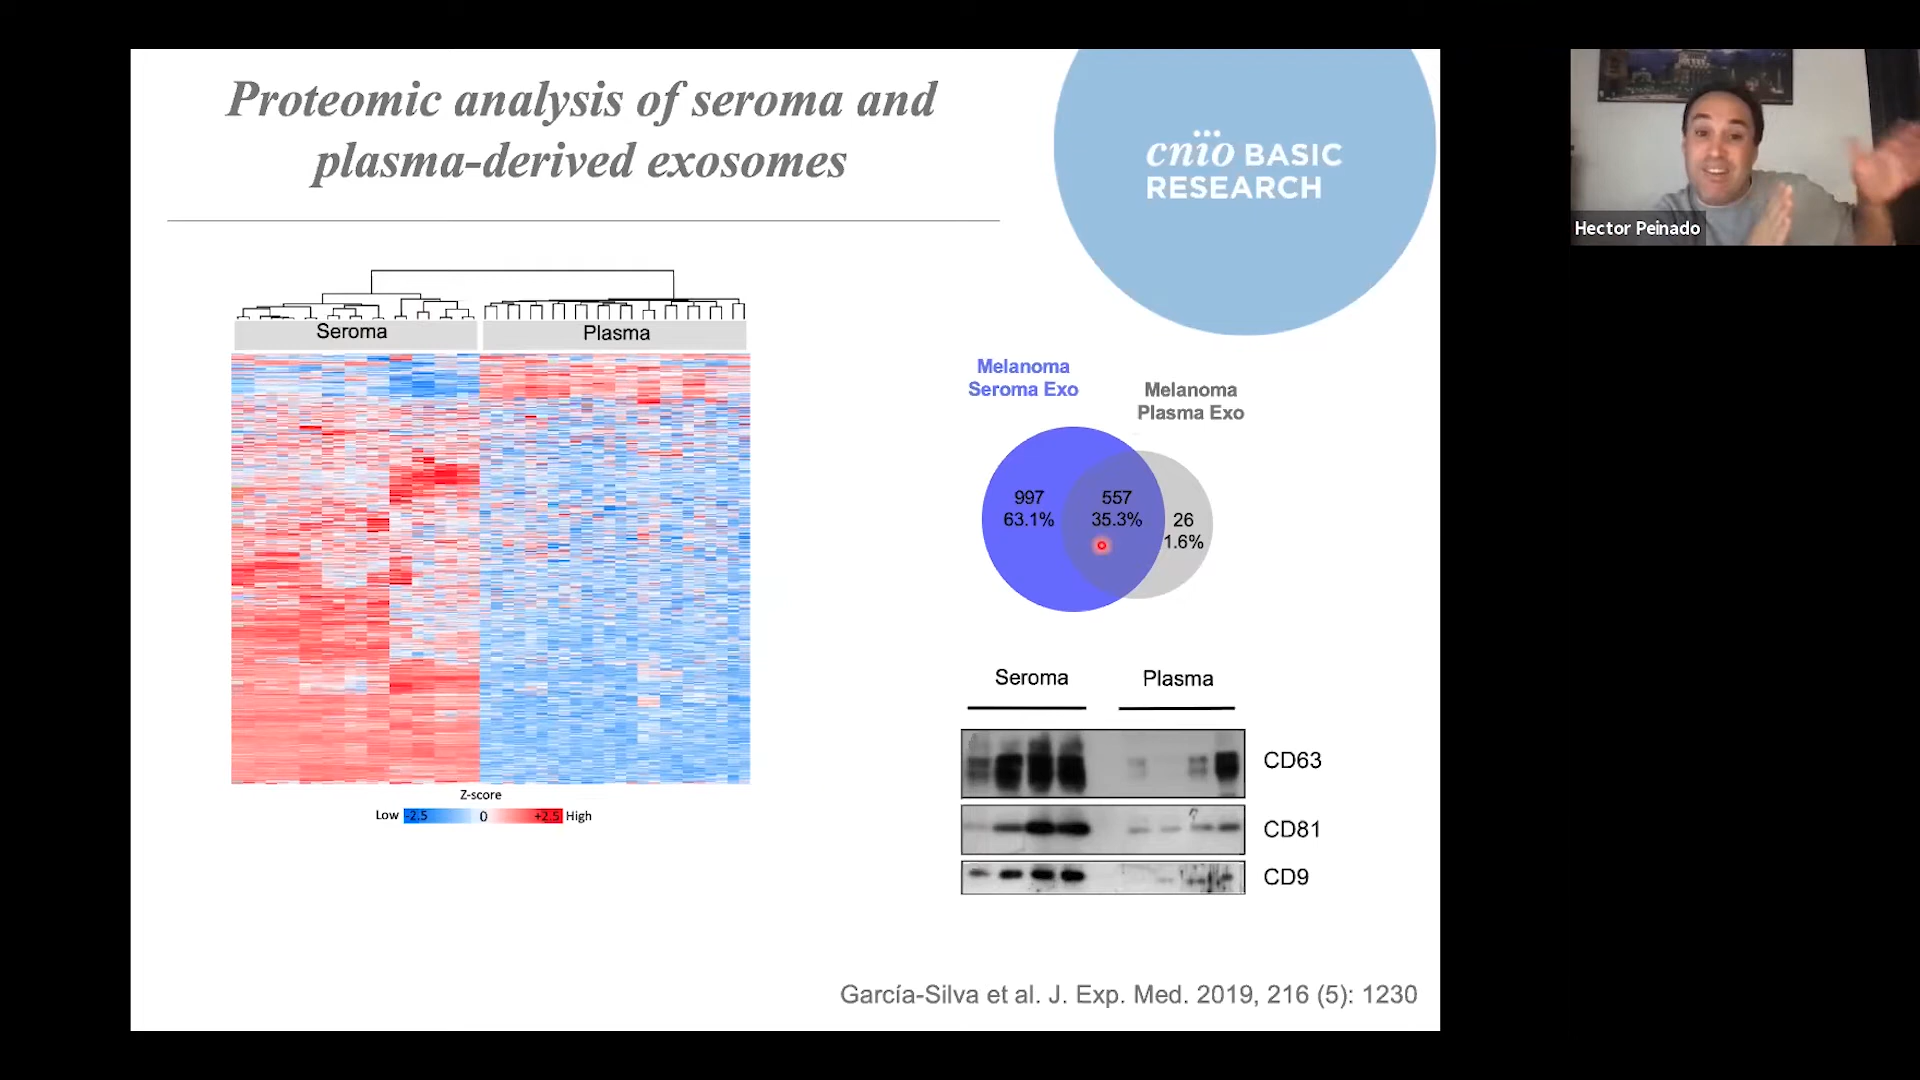 Proteomic analysis of seroma and
plasma-derived exosomes
cnio BASIC
RESEARCH
Hector Peinado
Seroma
Plasma
Z-score
Low
-2.5
0
+2.5
High
Melanoma
Seroma Exo
Melanoma
Plasma Exo
997
63.1%
557
35.3%
26
1.6%
Seroma
Plasma
CD63
CD81
CD9
García-Silva et al. J. Exp. Med. 2019, 216 (5): 1230